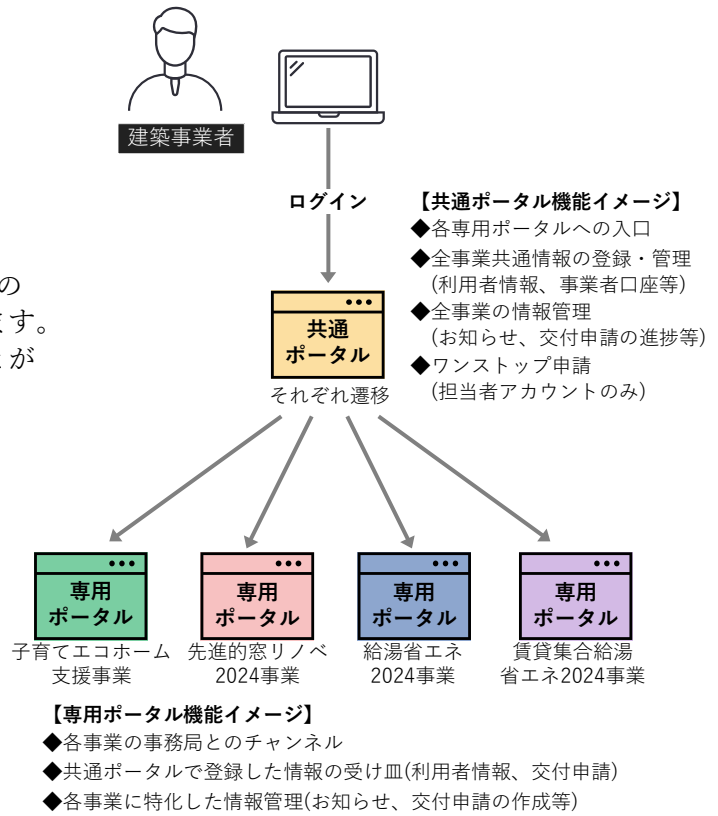 建築事業者
ログイン
【共通ポータル機能イメージ】
◆各専用ポータルへの入口
◆全事業共通情報の登録・管理
(利用者情報、事業者口座等)
◆全事業の情報管理
(お知らせ、交付申請の進捗等)
◆ワンストップ申請
(担当者アカウントのみ)
の
ます。
が
共通
ポータル
それぞれ遷移
専用
ポータル
子育てエコホーム
支援事業
専用
ポータル
先進的窓リノベ
2024事業
専用
ポータル
給湯省エネ
2024事業
専用
ポータル
賃貸集合給湯
省エネ2024事業
【専用ポータル機能イメージ】
◆各事業の事務局とのチャンネル
◆共通ポータルで登録した情報の受け皿(利用者情報、交付申請)
◆各事業に特化した情報管理(お知らせ、交付申請の作成等)